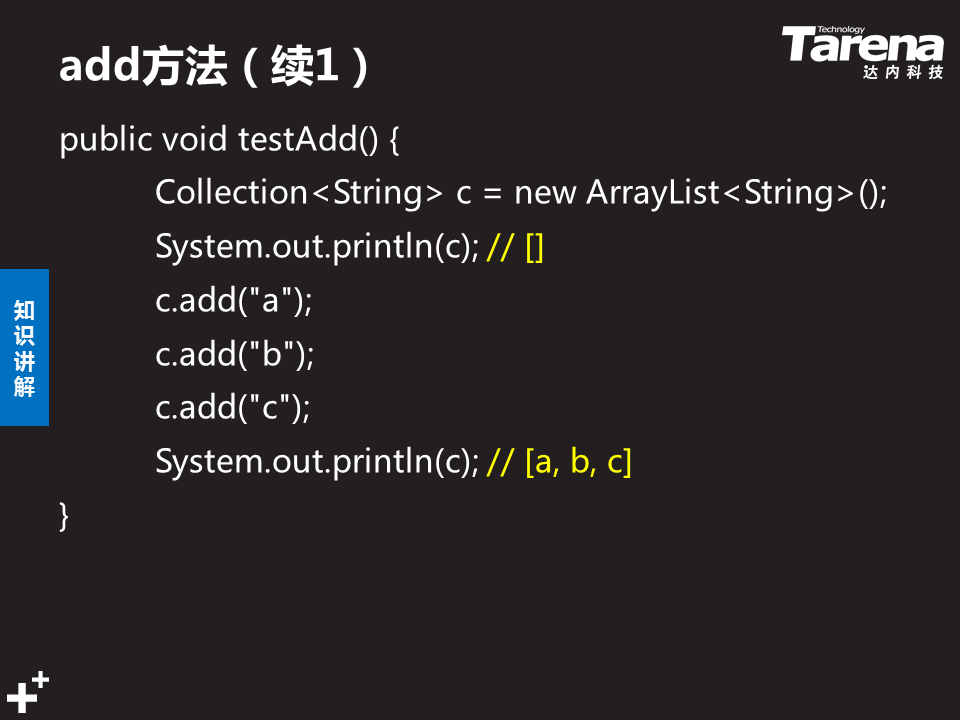 add方法（续1）
Technology
Tarena
达内科技
public void testAdd() {
Collection<String> c = new ArrayList<String>();
System.out.println(c); // []
c.add("a");
c.add("b");
c.add("c");
System.out.println(c); // [a, b, c]
}
知
识
讲
解